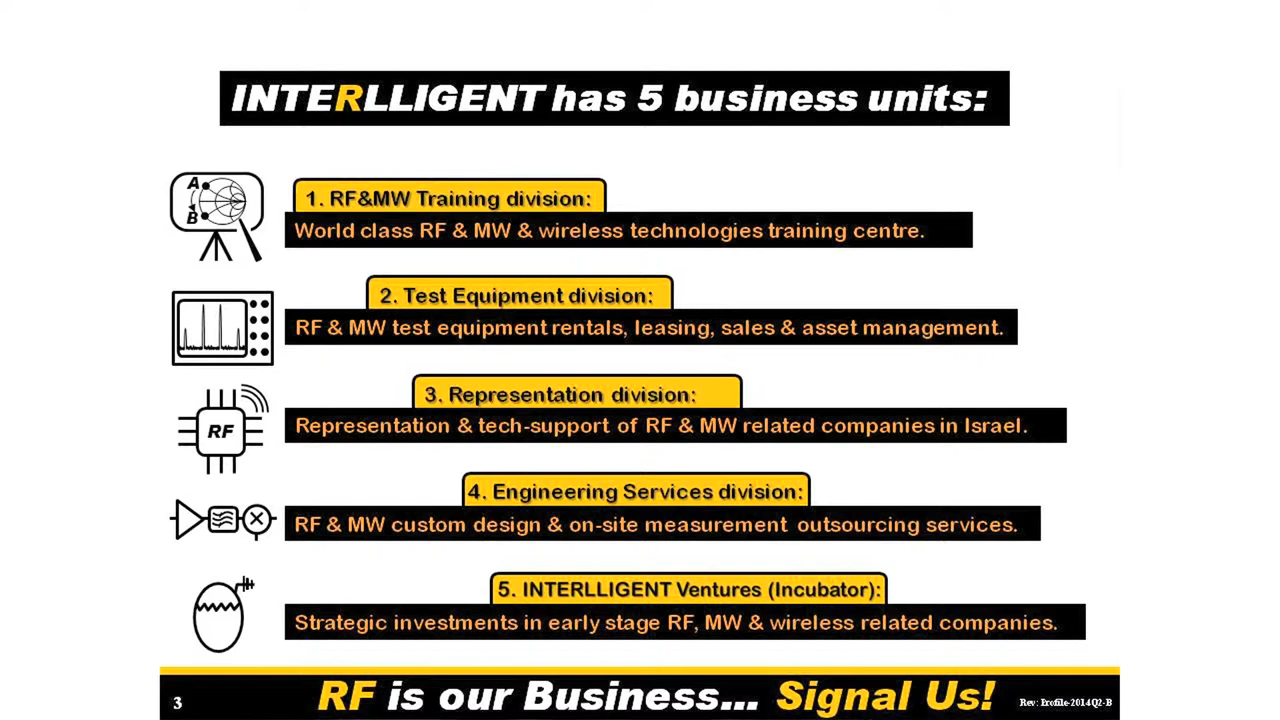 INTERLLIGENT has 5 business units:
A
B
1. RF&MW Training division:
World class RF & MW & wireless technologies training centre.
2. Test Equipment division:
RF & MW test equipment rentals, leasing, sales & asset management.
3. Representation division:
RF
Representation & tech-support of RF & MW related companies in Israel.
4. Engineering Services division:
RF & MW custom design & on-site measurement outsourcing services.
5. INTERLLIGENT Ventures (Incubator):
Strategic investments in early stage RF, MW & wireless related companies.
3
RF is our Business... Signal Us!
Rev: Erofile-2014Q2-B